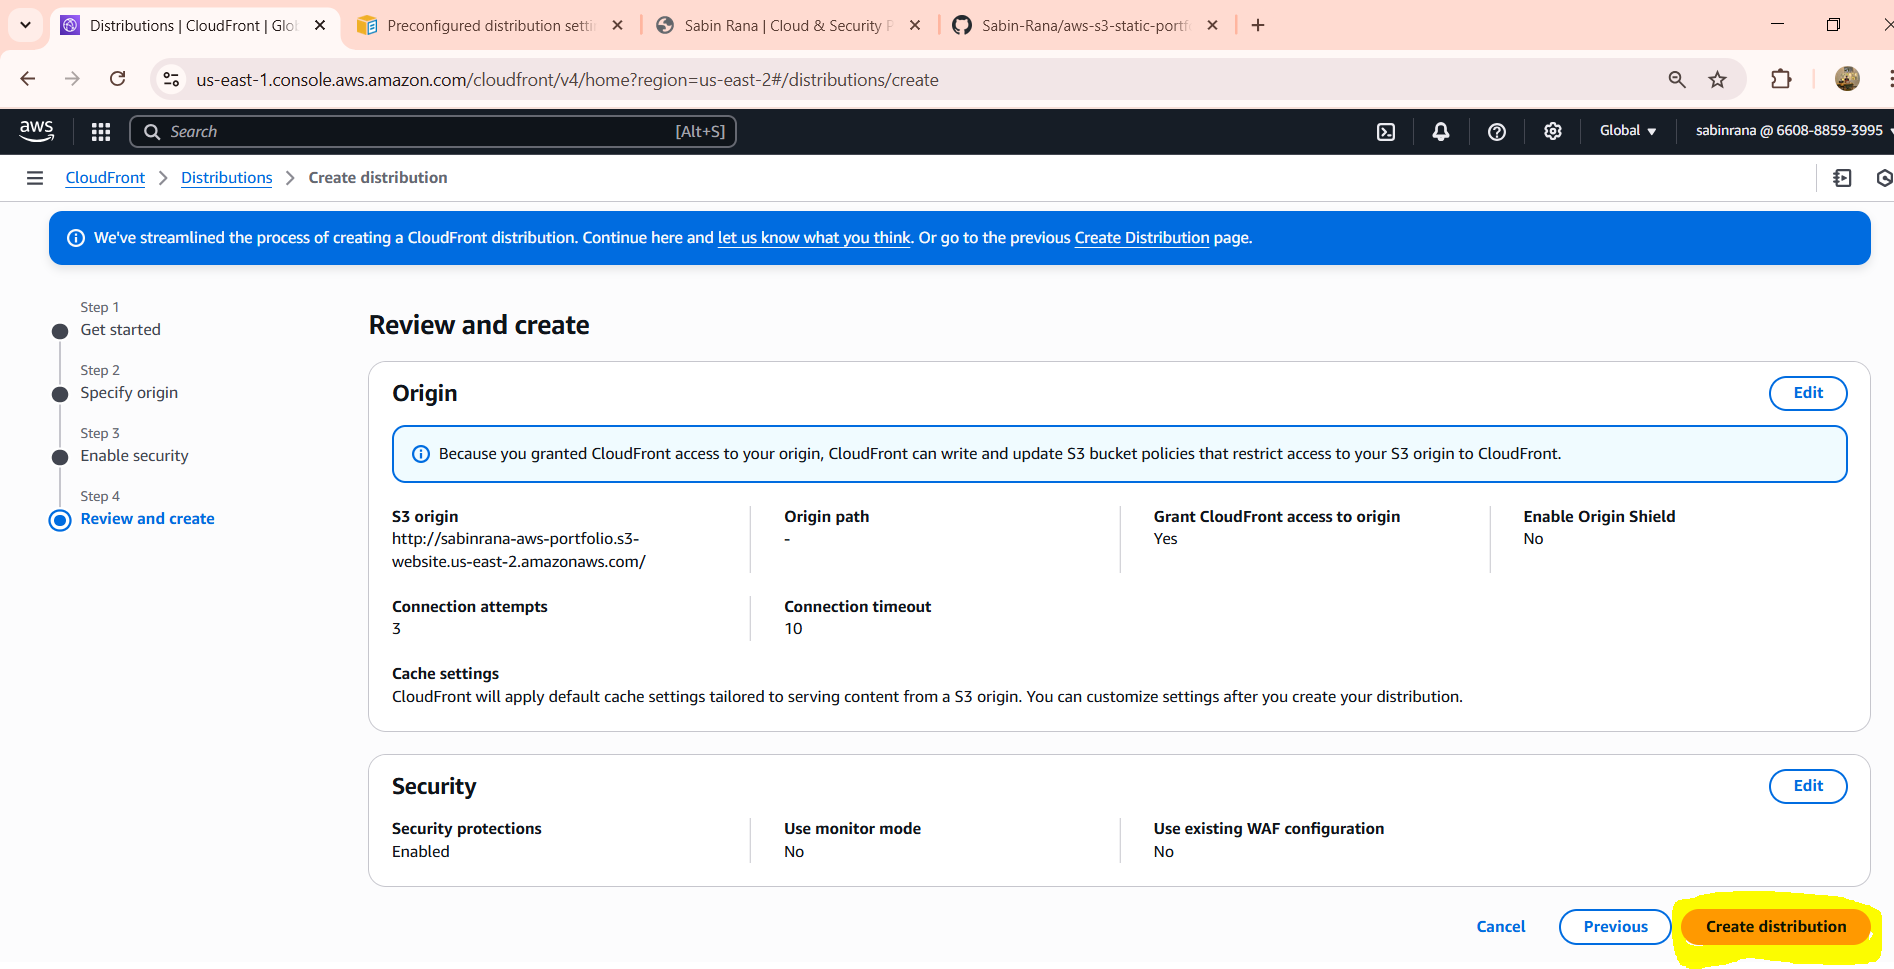 Distributions | CloudFront | Glo
Preconfigured distribution setti
Sabin Rana | Cloud & Security P
Sabin-Rana/aws-s3-static-portf
us-east-1.console.aws.amazon.com/cloudfront/v4/home?region=us-east-2#/distributions/create
aws
Search
[Alt+S]
Global
sabinrana @ 6608-8859-3995
CloudFront
Distributions
Create distribution
We've streamlined the process of creating a CloudFront distribution. Continue here and let us know what you think. Or go to the previous Create Distribution page.
Step 1
Get started
Step 2
Specify origin
Step 3
Enable security
Step 4
Review and create
Review and create
Origin
Edit
Because you granted CloudFront access to your origin, CloudFront can write and update S3 bucket policies that restrict access to your S3 origin to CloudFront.
S3 origin
http://sabinrana-aws-portfolio.s3-
website.us-east-2.amazonaws.com/
Origin path
-
Grant CloudFront access to origin
Yes
Enable Origin Shield
No
Connection attempts
3
Connection timeout
10
Cache settings
CloudFront will apply default cache settings tailored to serving content from a S3 origin. You can customize settings after you create your distribution.
Security
Edit
Security protections
Enabled
Use monitor mode
No
Use existing WAF configuration
No
Cancel
Previous
Create distribution